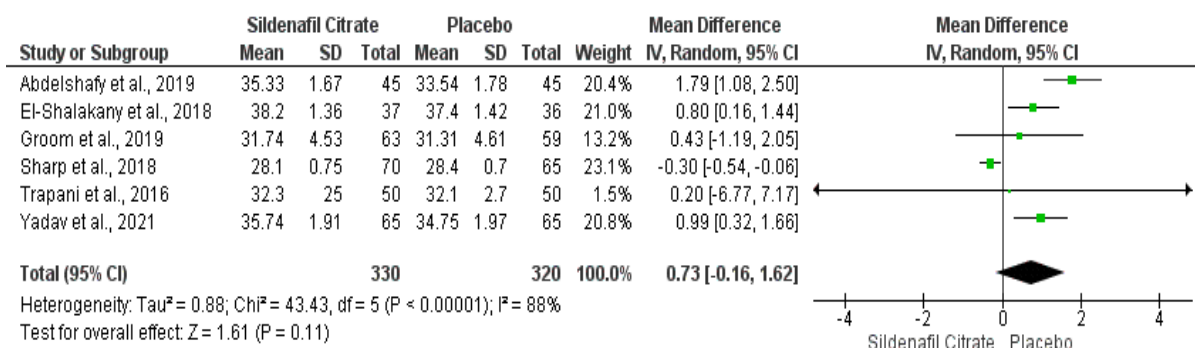 Sildenafil Citrate Placebo Mean Difference Mean Difference
Study or Subgroup Mean SD Total Mean SD Total Weight IV, Random, 95% CI IV, Random, 95% CI
Abdelshafy et al., 2019 35.33 1.67 45 33.54 1.78 45 20.4% 1.79 [1.08, 2.50]
El-Shalakany et al., 2018 38.2 1.36 37 37.4 1.42 36 21.0% 0.80 [0.16, 1.44]
Groom et al., 2019 31.74 4.53 63 31.31 4.61 59 13.2% 0.43 [-1.19, 2.05]
Sharp et al., 2018 28.1 0.75 70 28.4 0.7 65 23.1% -0.30 [-0.54, -0.06]
Trapani et al., 2016 32.3 25 50 32.1 2.7 50 1.5% 0.20 [-6.77, 7.17]
Yadav et al., 2021 35.74 1.91 65 34.75 1.97 65 20.8% 0.99 [0.32, 1.66]
Total (95% CI) 330 320 100.0% 0.73 [-0.16, 1.62]
Heterogeneity: Tau² = 0.88; Chi² = 43.43, df = 5 (P < 0.00001); I² = 88%
Test for overall effect: Z = 1.61 (P = 0.11)
-4 -2 0 2 4
Sildenafil Citrate Placebo